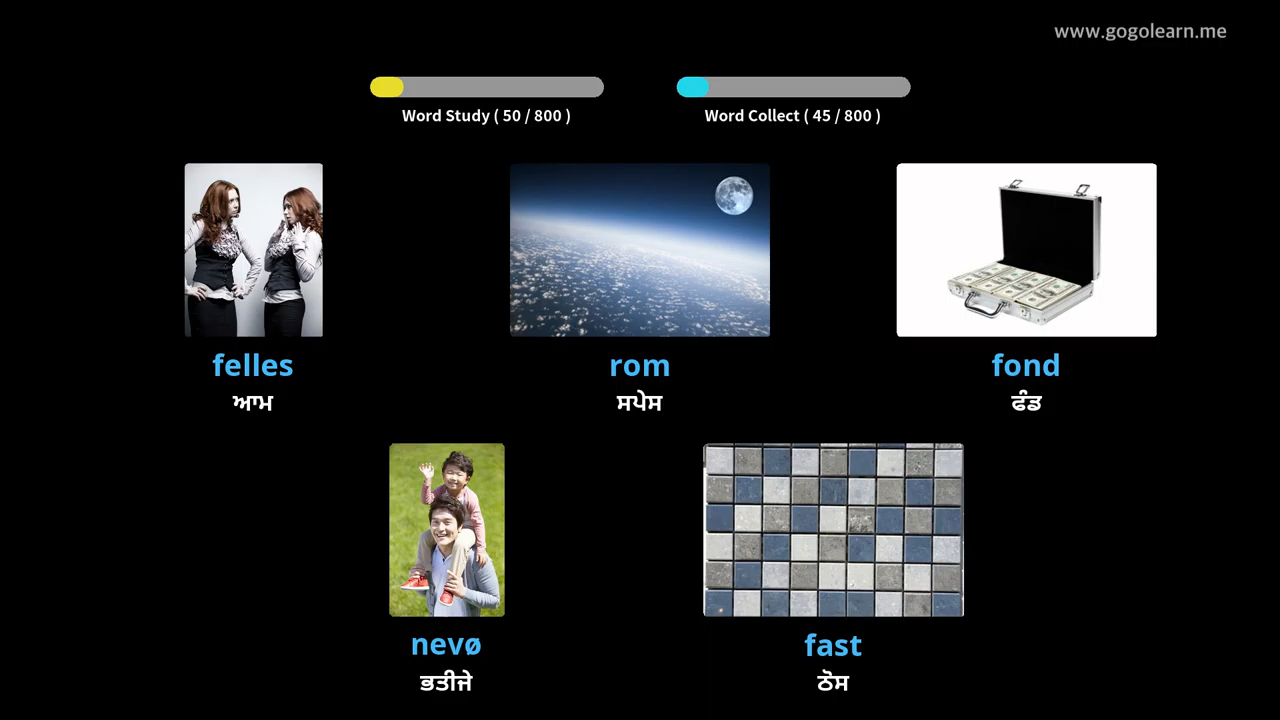 www.gogolearn.me
Word Study ( 50 / 800 )
Word Collect ( 45 / 800 )
felles
ਆਮ
rom
ਸਪੇਸ
fond
ਫੰਡ
nevø
ਭਤੀਜੇ
fast
ਠੋਸ